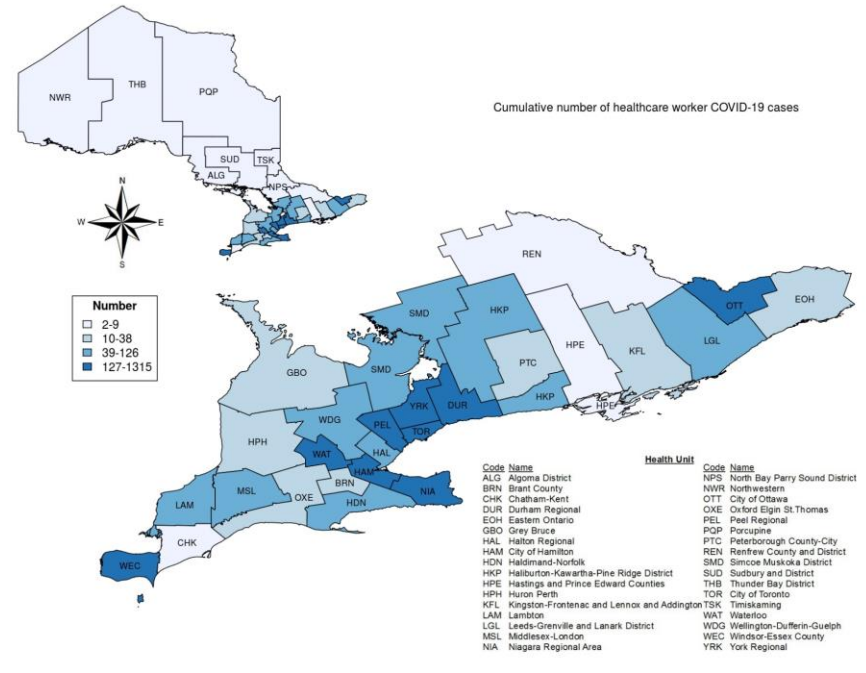 Cumulative number of healthcare worker COVID-19 cases
NWR
THB
PQP
SUD
TSK
ALG
NPS
N
W
E
S
Number
2-9
10-38
39-126
127-1315
REN
SMD
HKP
OTT
EOH
HPE
LGL
KFL
PTC
GBO
SMD
YRK
DUR
HKP
HPE
WDG
PEL
TOR
HPH
WAT
HAL
HAM
BRN
NIA
MSL
OXE
HDN
LAM
CHK
WEC
Health Unit
Code Name
ALG Algoma District
BRN Brant County
CHK Chatham-Kent
DUR Durham Regional
EOH Eastern Ontario
GBO Grey Bruce
HAL Halton Regional
HAM City of Hamilton
HDN Haldimand-Norfolk
HKP Haliburton-Kawartha-Pine Ridge District
HPE Hastings and Prince Edward Counties
HPH Huron Perth
KFL Kingston-Frontenac and Lennox and Addington
LAM Lambton
LGL Leeds-Grenville and Lanark District
MSL Middlesex-London
NIA Niagara Regional Area
Code Name
NPS North Bay Parry Sound District
NWR Northwestern
OTT City of Ottawa
OXE Oxford Elgin St.Thomas
PEL Peel Regional
PQP Porcupine
PTC Peterborough County-City
REN Renfrew County and District
SMD Simcoe Muskoka District
SUD Sudbury and District
THB Thunder Bay District
TOR City of Toronto
TSK Timiskaming
WAT Waterloo
WDG Wellington-Dufferin-Guelph
WEC Windsor-Essex County
YRK York Regional